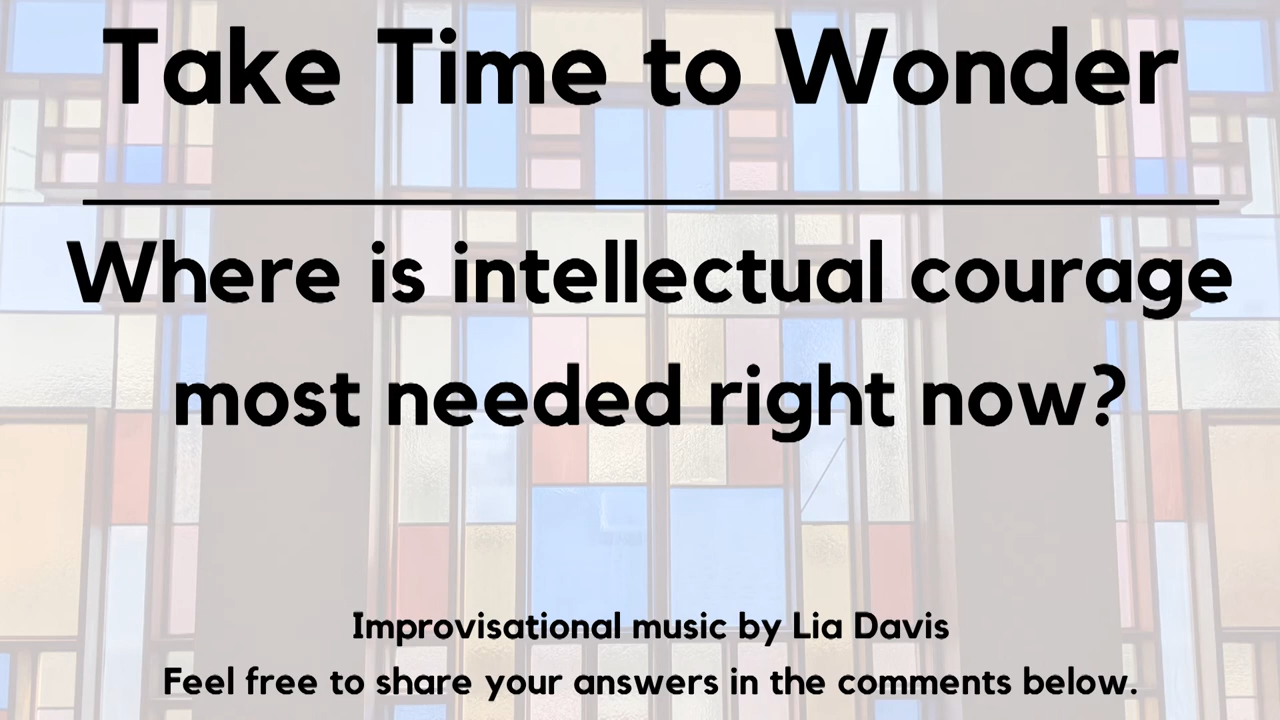 Take Time to Wonder
Where is intellectual courage
most needed right now?
Improvisational music by Lia Davis
Feel free to share your answers in the comments below.